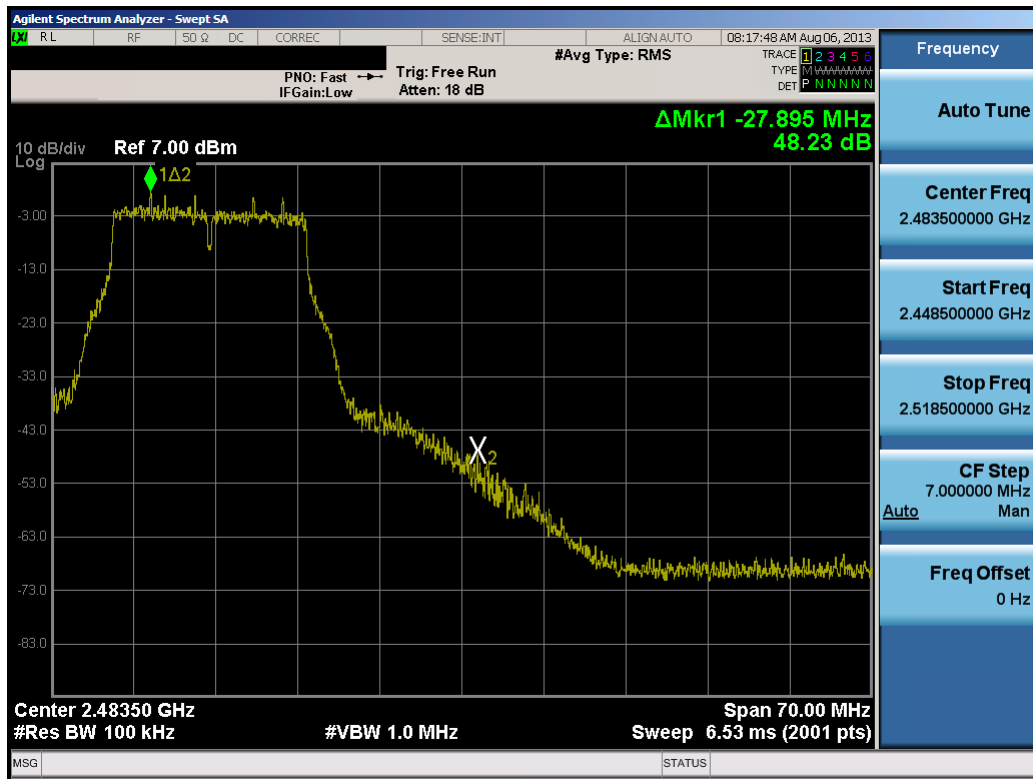 Agilent Spectrum Analyzer - Swept SA
LXI RL RF 50 Ω DC CORREC SENSE:INT ALIGN AUTO 08:17:48 AM Aug 06, 2013
#Avg Type: RMS
TRACE 1 2 3 4 5 6
PNO: Fast Trig: Free Run
TYPE M W W W W W
IFGain:Low Atten: 18 dB
DET P N N N N N
ΔMkr1 -27.895 MHz
48.23 dB
10 dB/div Ref 7.00 dBm
Log
1Δ2
-3.00
-13.0
-23.0
-33.0
-43.0
X2
-53.0
-63.0
-73.0
-83.0
Center 2.48350 GHz Span 70.00 MHz
#Res BW 100 kHz #VBW 1.0 MHz Sweep 6.53 ms (2001 pts)
MSG STATUS
Frequency
Auto Tune
Center Freq
2.483500000 GHz
Start Freq
2.448500000 GHz
Stop Freq
2.518500000 GHz
CF Step
7.000000 MHz
Auto Man
Freq Offset
0 Hz